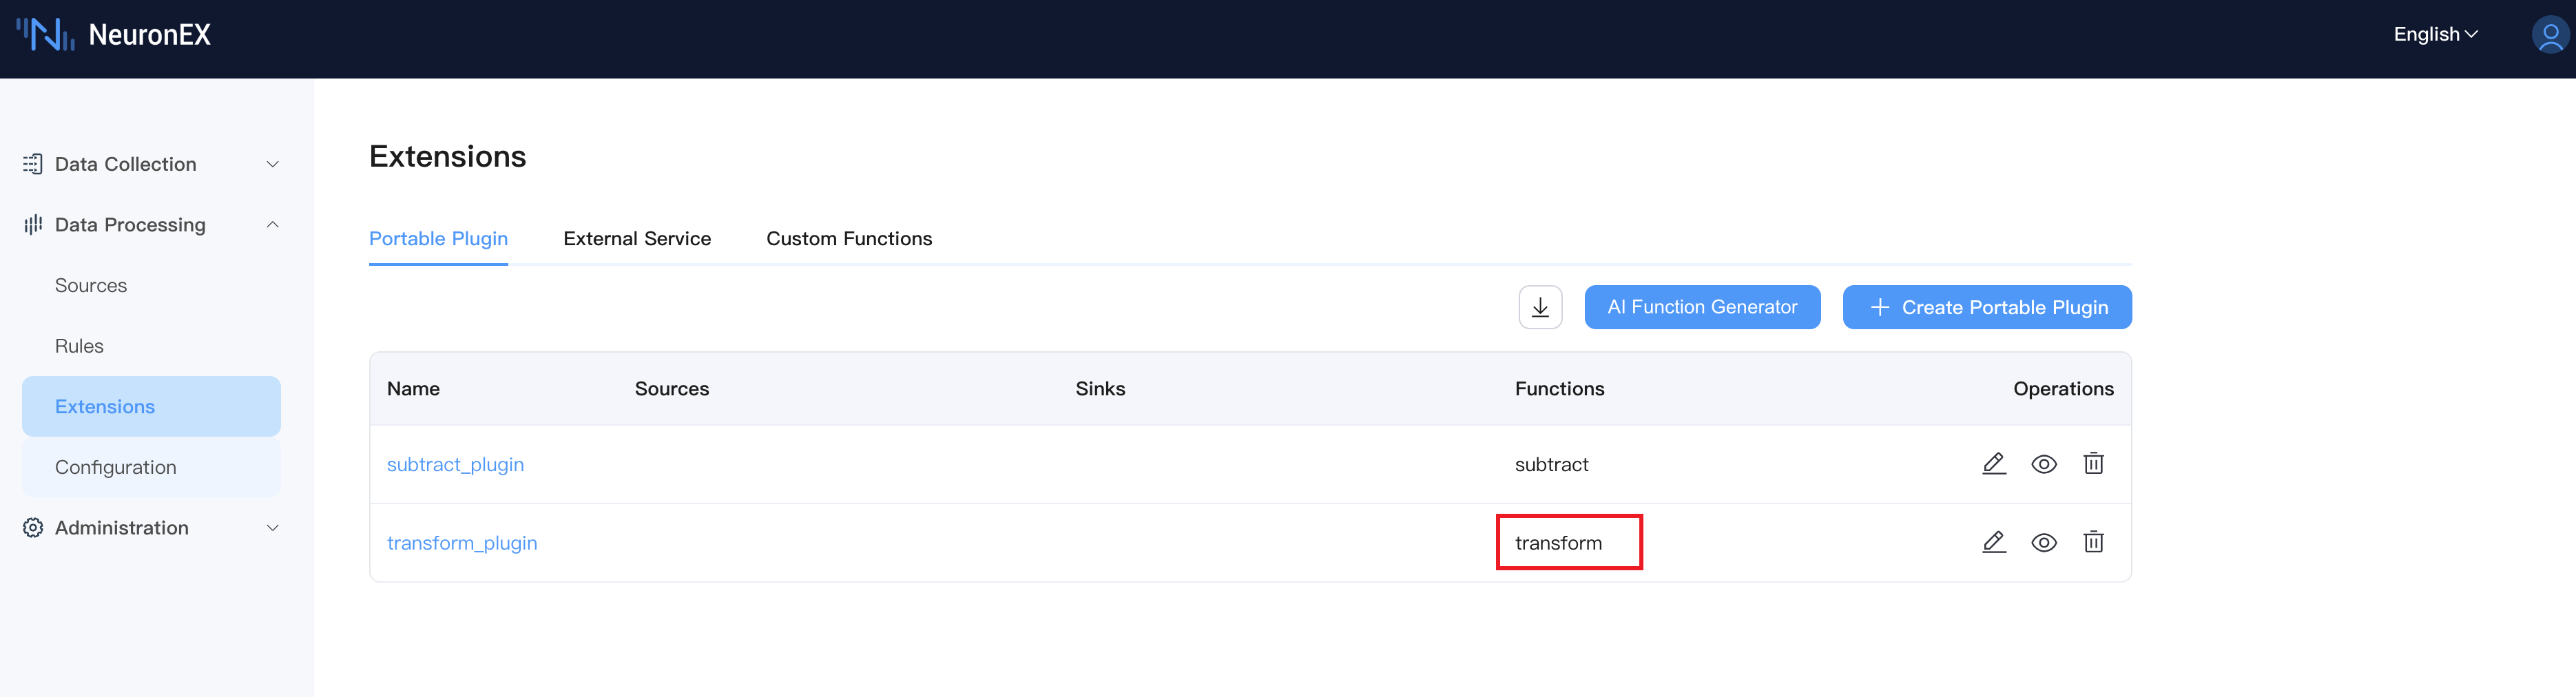 NeuronEX
English
Data Collection
Data Processing
Sources
Rules
Extensions
Configuration
Administration
Extensions
Portable Plugin External Service Custom Functions
AI Function Generator Create Portable Plugin
Name Sources Sinks Functions Operations
subtract_plugin subtract
transform_plugin transform